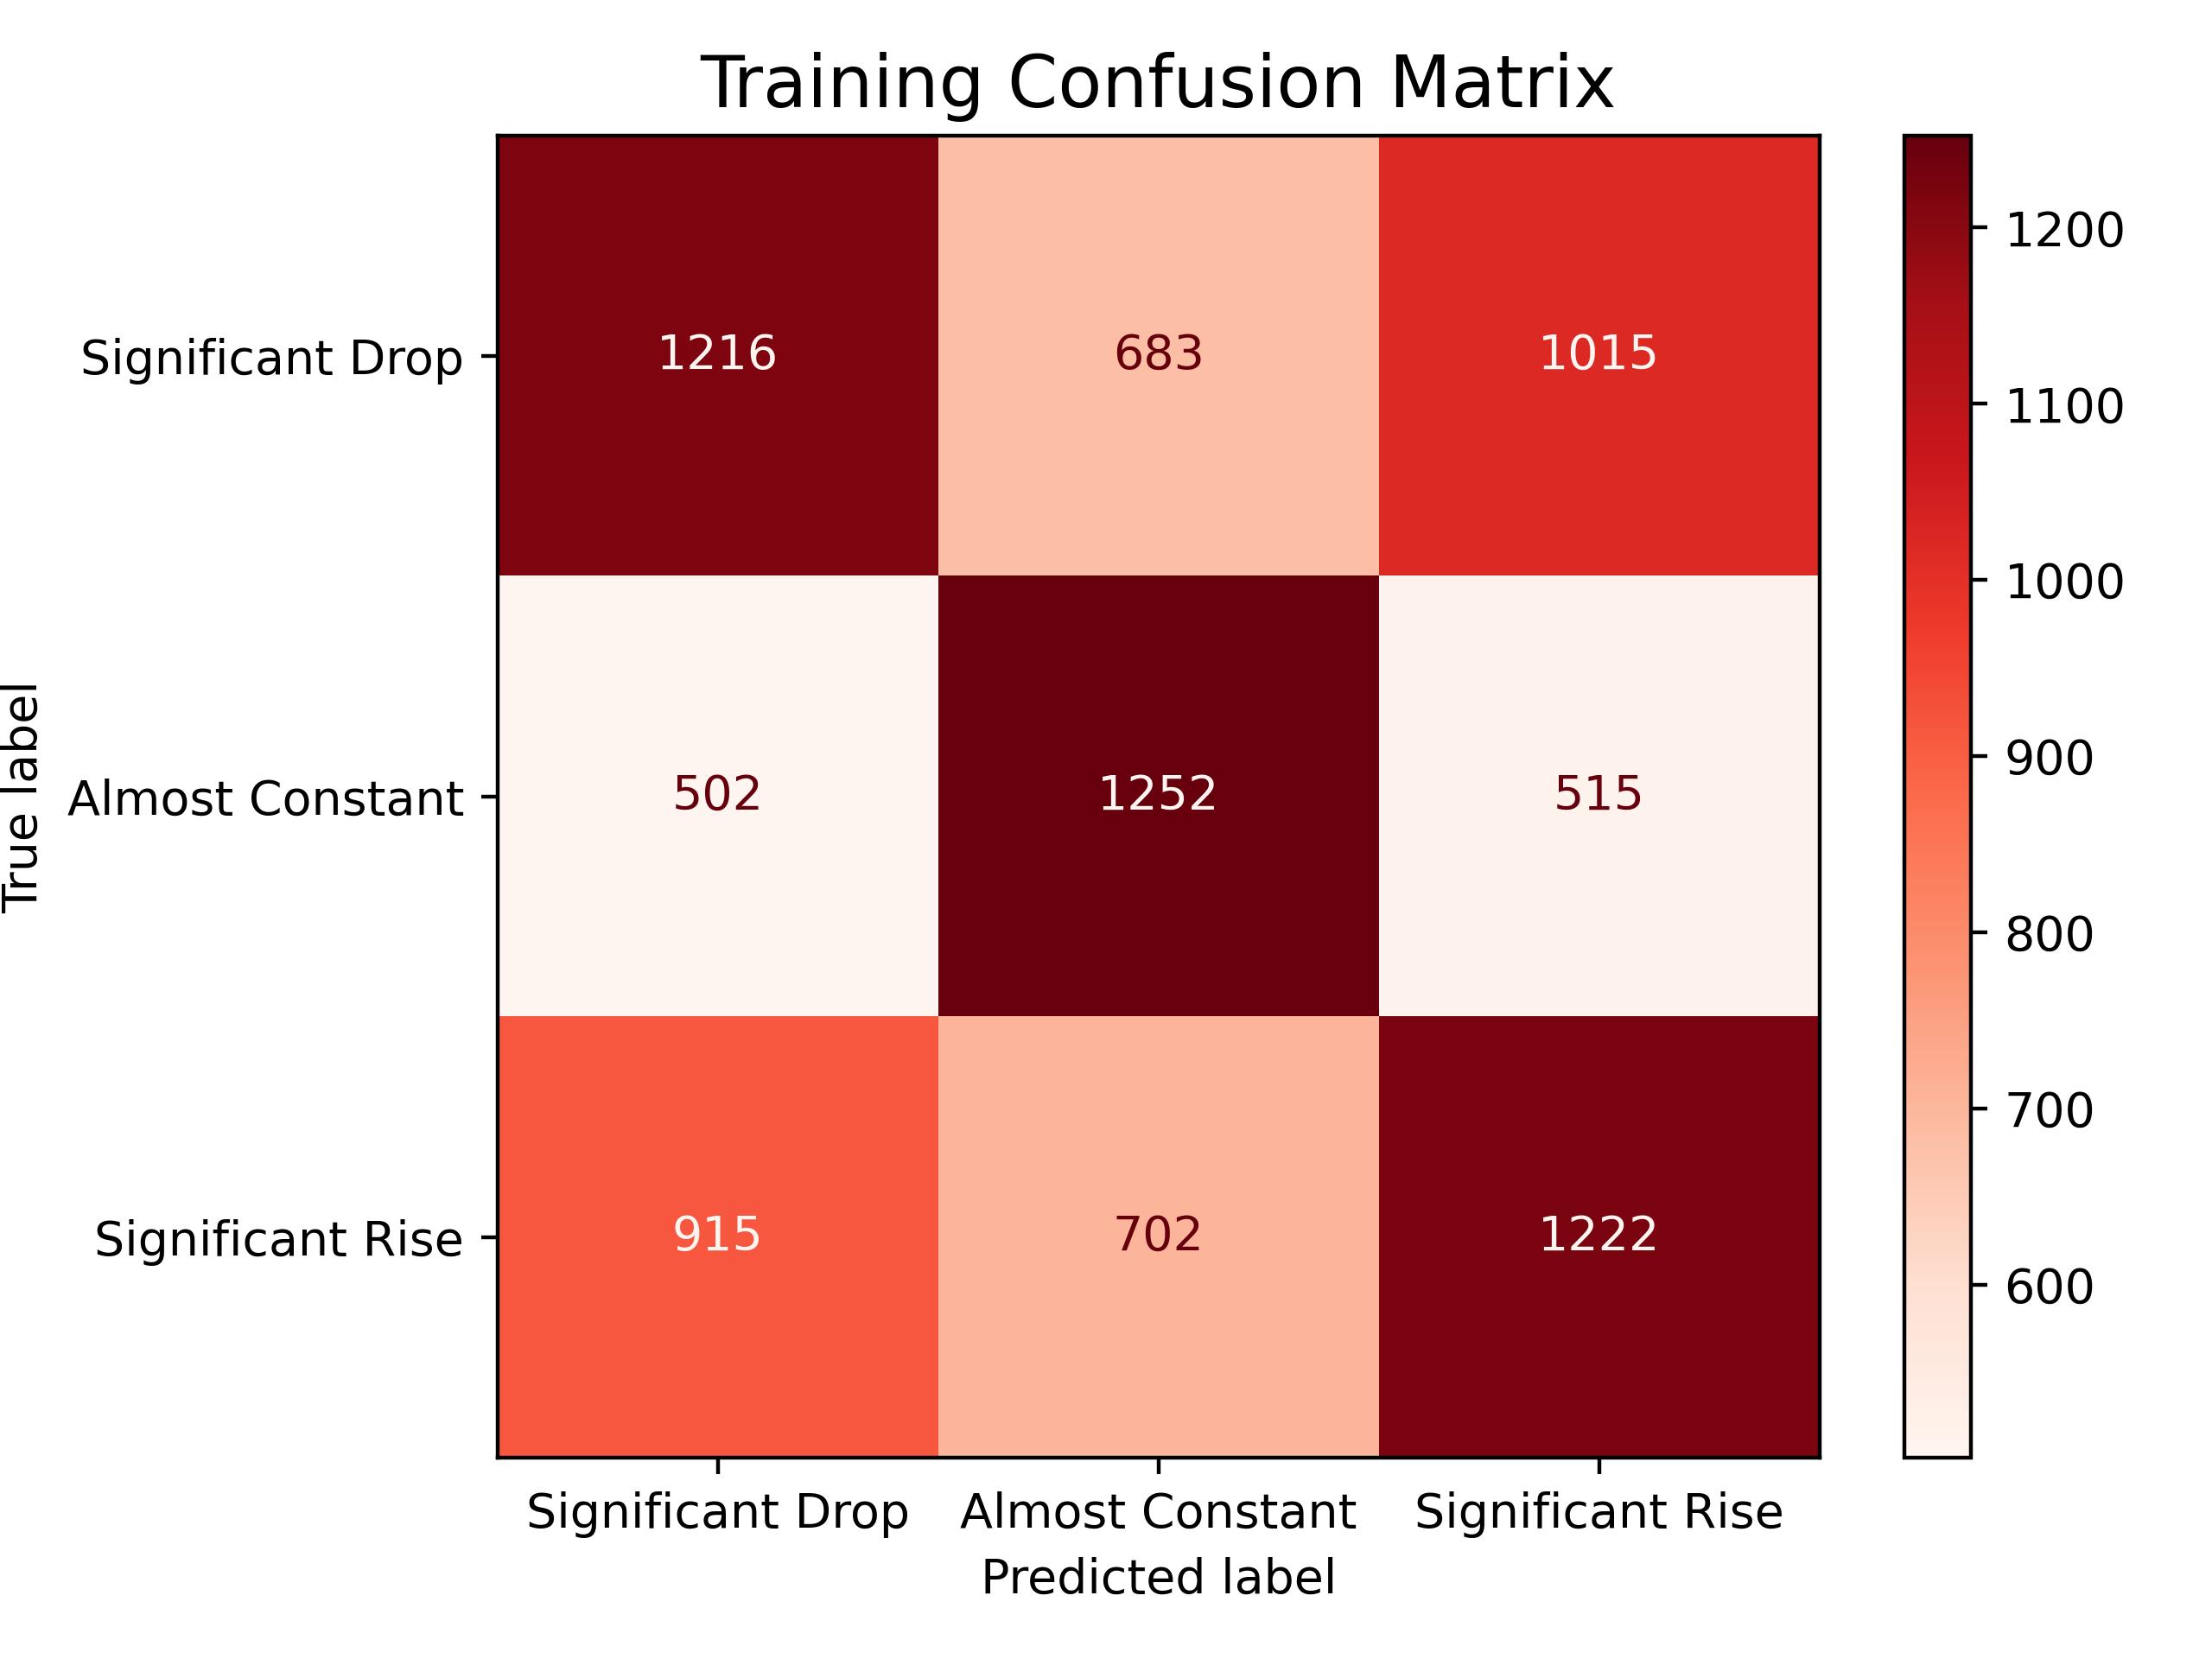 Training Confusion Matrix
True label
Significant Drop
1216 683 1015
Almost Constant
502 1252 515
Significant Rise
915 702 1222
Significant Drop Almost Constant Significant Rise
Predicted label
1200
1100
1000
900
800
700
600